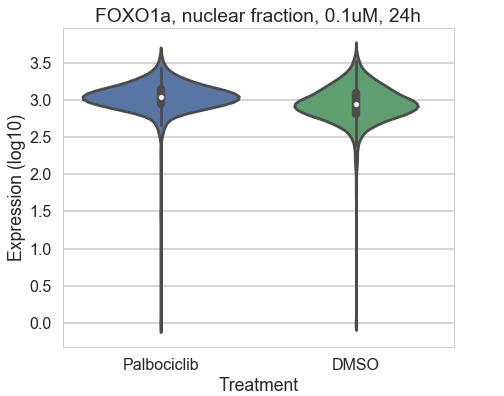 FOXO1a, nuclear fraction, 0.1uM, 24h
3.5
3.0
2.5
2.0
1.5
1.0
0.5
0.0
Expression (log10)
Palbociclib
DMSO
Treatment